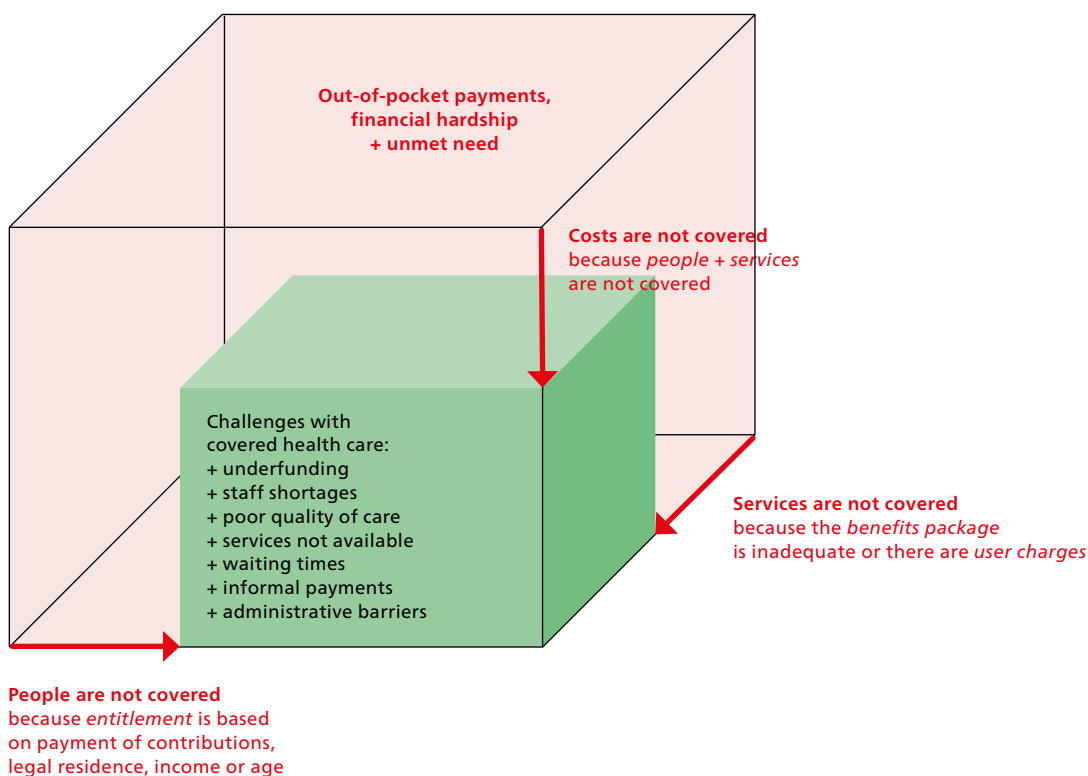 Out-of-pocket payments,
financial hardship
+ unmet need
Costs are not covered
because people + services
are not covered
Challenges with
covered health care:
+ underfunding
+ staff shortages
+ poor quality of care
+ services not available
+ waiting times
+ informal payments
+ administrative barriers
Services are not covered
because the benefits package
is inadequate or there are user charges
People are not covered
because entitlement is based
on payment of contributions,
legal residence, income or age